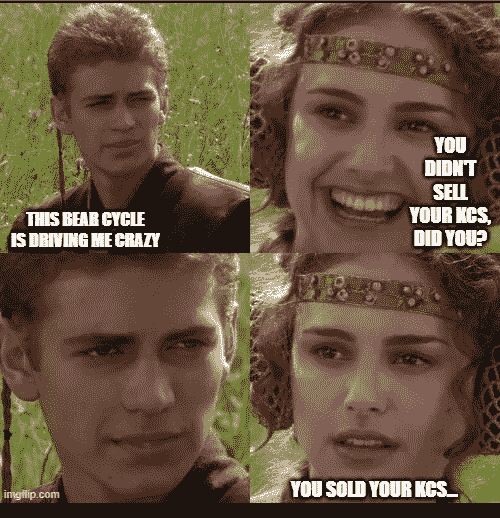 THIS BEAR CYCLE
IS DRIVING ME CRAZY
YOU
DIDN'T
SELL
YOUR KCS,
DID YOU?
YOU SOLD YOUR KCS...
imgflip.com